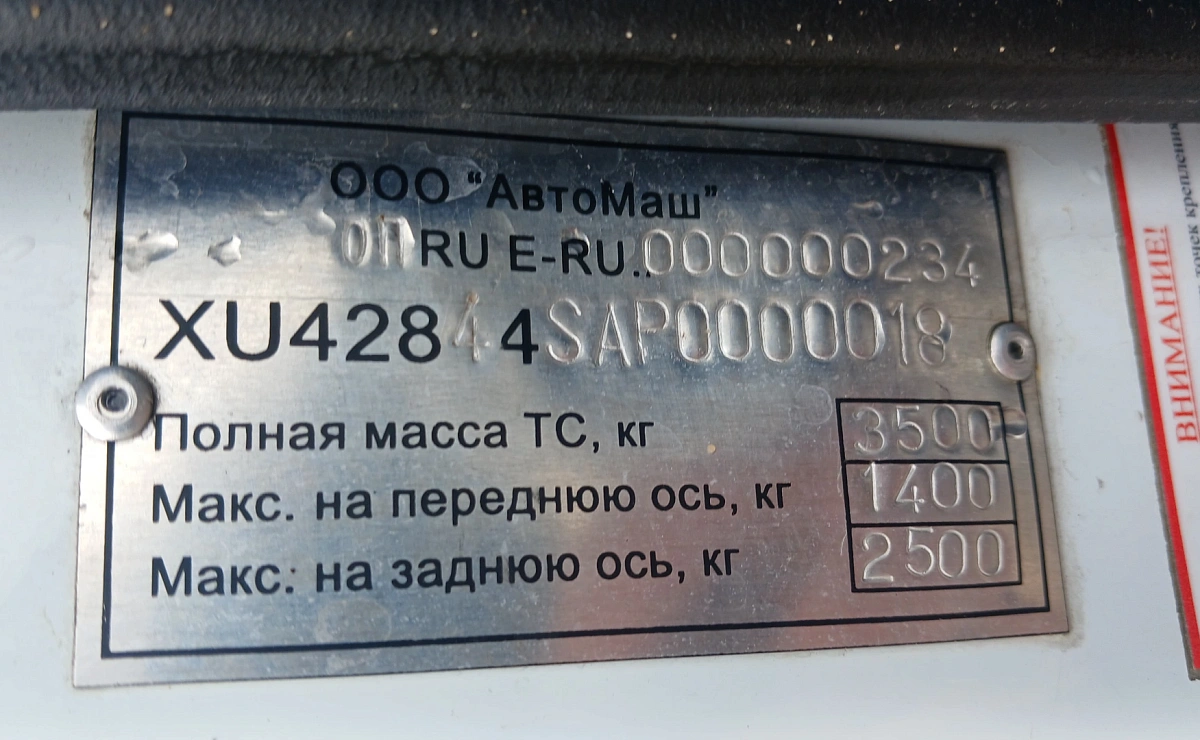 ООО "АвтоМаш"
ОП RU E-RU..000000234
XU42844SAP0000018
Полная масса ТС, кг 3500
Макс. на переднюю ось, кг 1400
Макс. на заднюю ось, кг 2500
ВНИМАНИЕ!